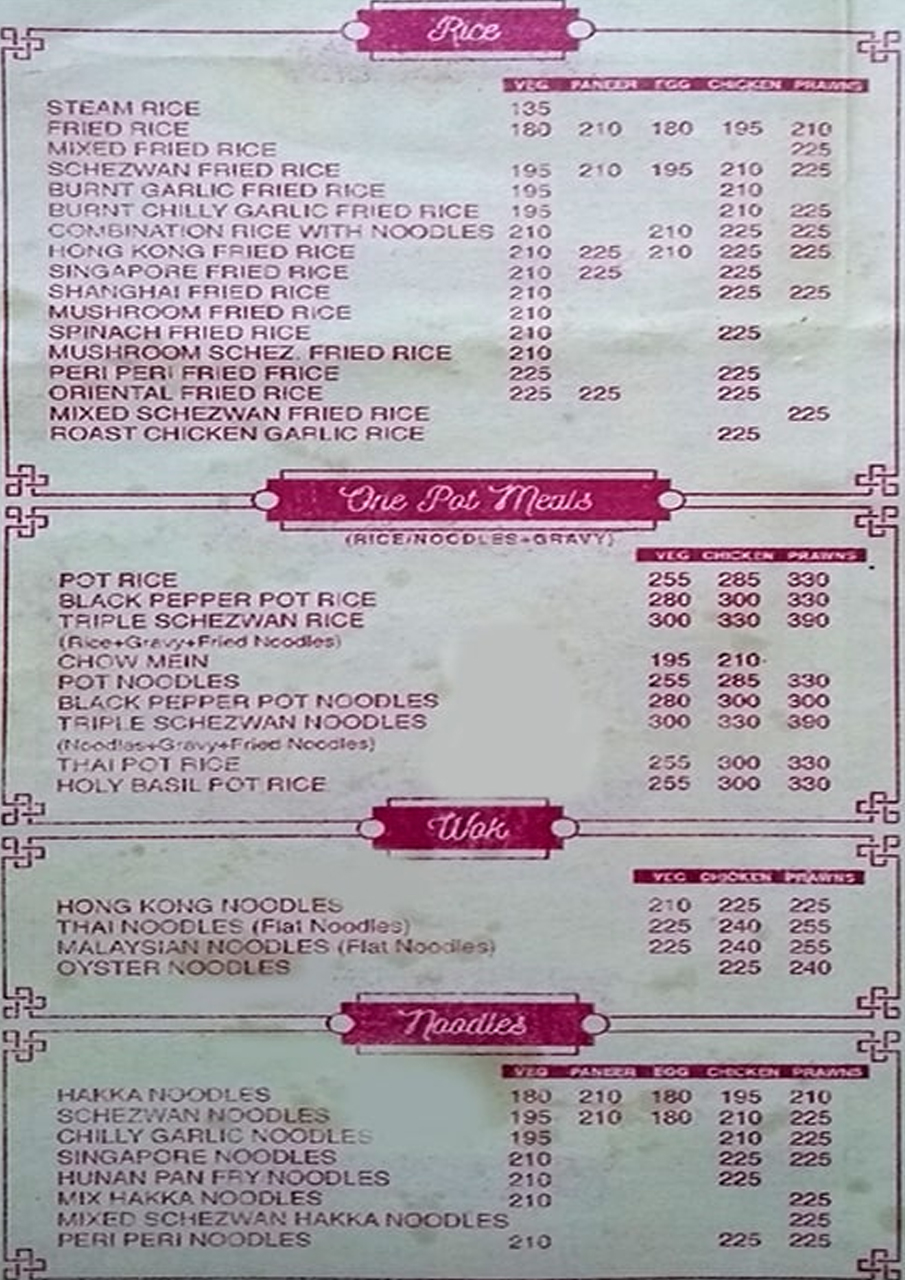 Rice
VEG PANEER EGG CHICKEN PRAWNS
STEAM RICE 135
FRIED RICE 180 210 180 195 210
MIXED FRIED RICE 225
SCHEZWAN FRIED RICE 195 210 195 210 225
BURNT GARLIC FRIED RICE 195 210
BURNT CHILLY GARLIC FRIED RICE 195 210 225
COMBINATION RICE WITH NOODLES 210 210 225 225
HONG KONG FRIED RICE 210 225 210 225 225
SINGAPORE FRIED RICE 210 225 225
SHANGHAI FRIED RICE 210 225 225
MUSHROOM FRIED RICE 210
SPINACH FRIED RICE 210 225
MUSHROOM SCHEZ. FRIED RICE 210
PERI PERI FRIED FRICE 225 225
ORIENTAL FRIED RICE 225 225 225
MIXED SCHEZWAN FRIED RICE 225
ROAST CHICKEN GARLIC RICE 225
One Pot Meals
(RICE/NOODLES+GRAVY)
VEG CHICKEN PRAWNS
POT RICE 255 285 330
BLACK PEPPER POT RICE 280 300 330
TRIPLE SCHEZWAN RICE 300 330 390
(Rice+Gravy+Fried Noodles)
CHOW MEIN 195 210
POT NOODLES 255 285 330
BLACK PEPPER POT NOODLES 280 300 300
TRIPLE SCHEZWAN NOODLES 300 330 390
(Noodles+Gravy+Fried Noodles)
THAI POT RICE 255 300 330
HOLY BASIL POT RICE 255 300 330
Wok
VEG CHICKEN PRAWNS
HONG KONG NOODLES 210 225 225
THAI NOODLES (Flat Noodles) 225 240 255
MALAYSIAN NOODLES (Flat Noodles) 225 240 255
OYSTER NOODLES 225 240
Noodles
VEG PANEER EGG CHICKEN PRAWNS
HAKKA NOODLES 180 210 180 195 210
SCHEZWAN NOODLES 195 210 180 210 225
CHILLY GARLIC NOODLES 195 210 225
SINGAPORE NOODLES 210 225 225
HUNAN PAN FRY NOODLES 210 225
MIX HAKKA NOODLES 210 225
MIXED SCHEZWAN HAKKA NOODLES 225
PERI PERI NOODLES 210 225 225